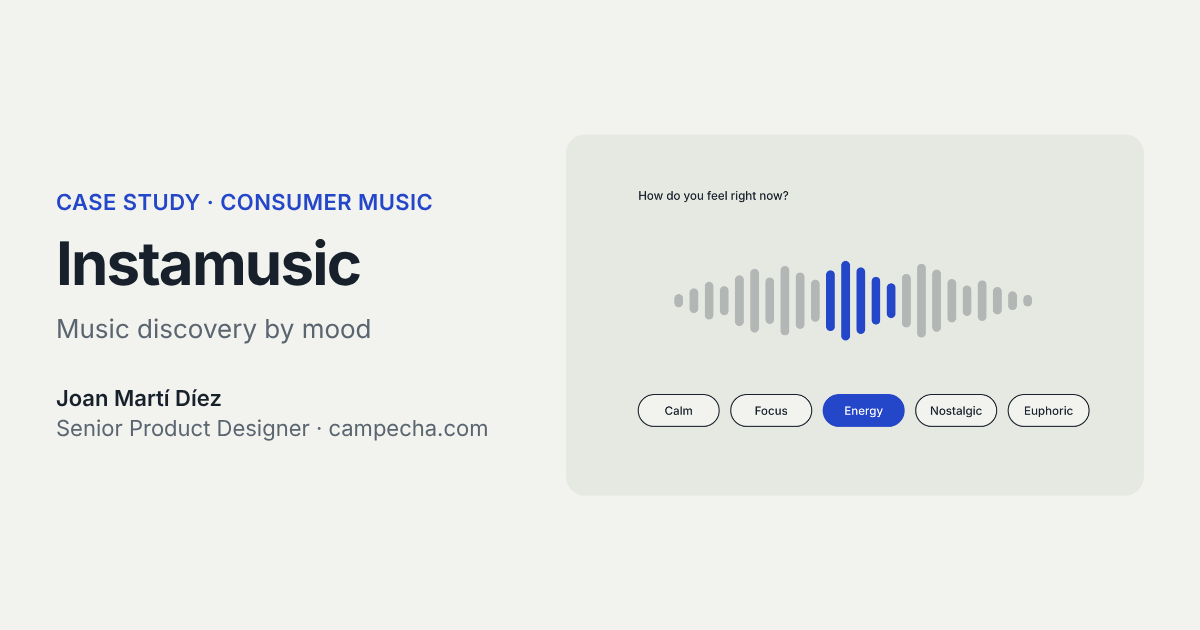 CASE STUDY · CONSUMER MUSIC
Instamusic
Music discovery by mood
Joan Martí Díez
Senior Product Designer · campecha.com
How do you feel right now?
Calm
Focus
Energy
Nostalgic
Euphoric